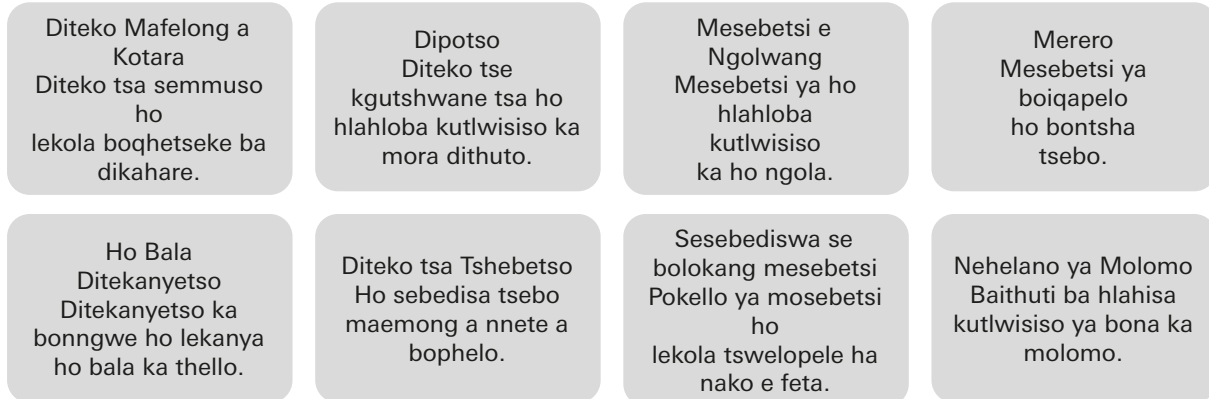 Diteko Mafelong a
Kotara
Diteko tsa semmuso
ho
lekola boqhetseke ba
dikahare.
Dipotso
Diteko tse
kgutshwane tsa ho
hlahloba kutlwisiso ka
mora dithuto.
Mesebetsi e
Ngolwang
Mesebetsi ya ho
hlahloba
kutlwisiso
ka ho ngola.
Merero
Mesebetsi ya
boiqapelo
ho bontsha
tsebo.
Ho Bala
Ditekanyetso
Ditekanyetso ka
bonngwe ho lekanya
ho bala ka thello.
Diteko tsa Tshebetso
Ho sebedisa tsebo
maemong a nnete a
bophelo.
Sesebediswa se
bolokang mesebetsi
Pokello ya mosebetsi
ho
lekola tswelopele ha
nako e feta.
Nehelano ya Molomo
Baithuti ba hlahisa
kutlwisiso ya bona ka
molomo.